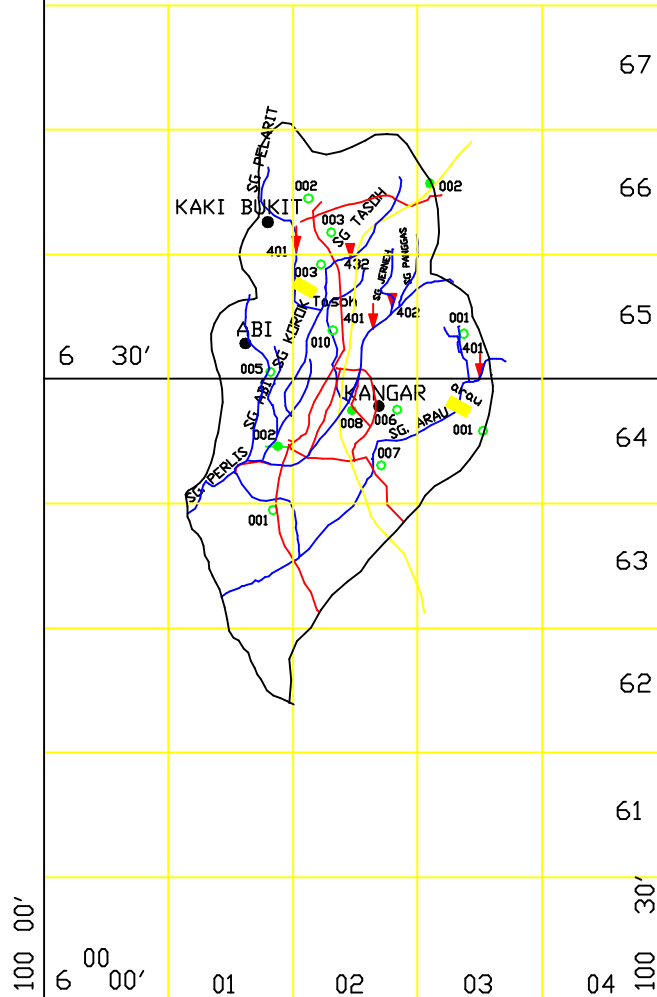 67
SG PELARIT
66
002
002
KAKI BUKIT
003
SG TASOH
401
432
003
SG JERNEH
SG PANGGAS
Tasoh
65
401
402
001
ABI
SG KOROK
010
401
6 30'
005
KANGAR
arau
SG ABI
008
006
SG. ARAU
001
64
002
007
SG PERLIS
001
63
62
61
100 00'
30'
100
00
6 00'
01
02
03
04